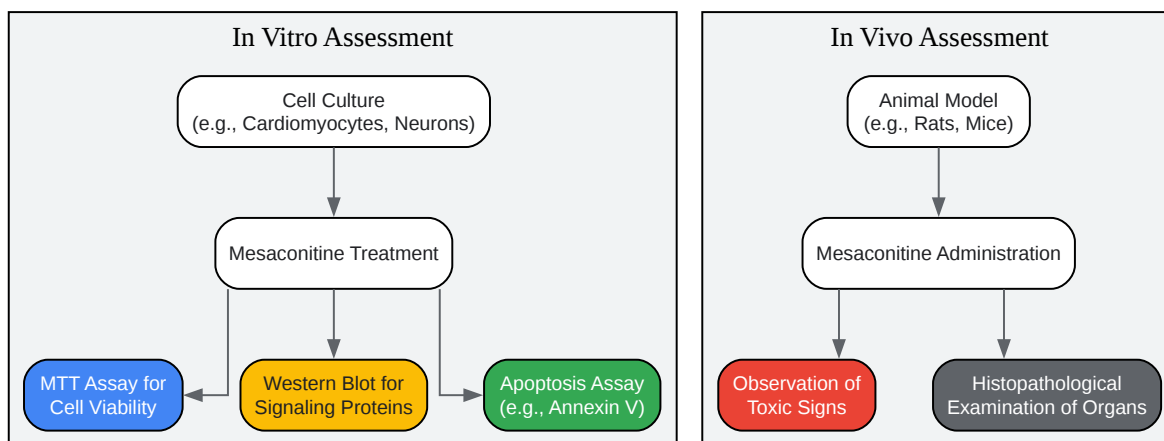 In Vitro Assessment
Cell Culture
(e.g., Cardiomyocytes, Neurons)
Mesaconitine Treatment
MTT Assay for
Cell Viability
Western Blot for
Signaling Proteins
Apoptosis Assay
(e.g., Annexin V)
In Vivo Assessment
Animal Model
(e.g., Rats, Mice)
Mesaconitine Administration
Observation of
Toxic Signs
Histopathological
Examination of Organs